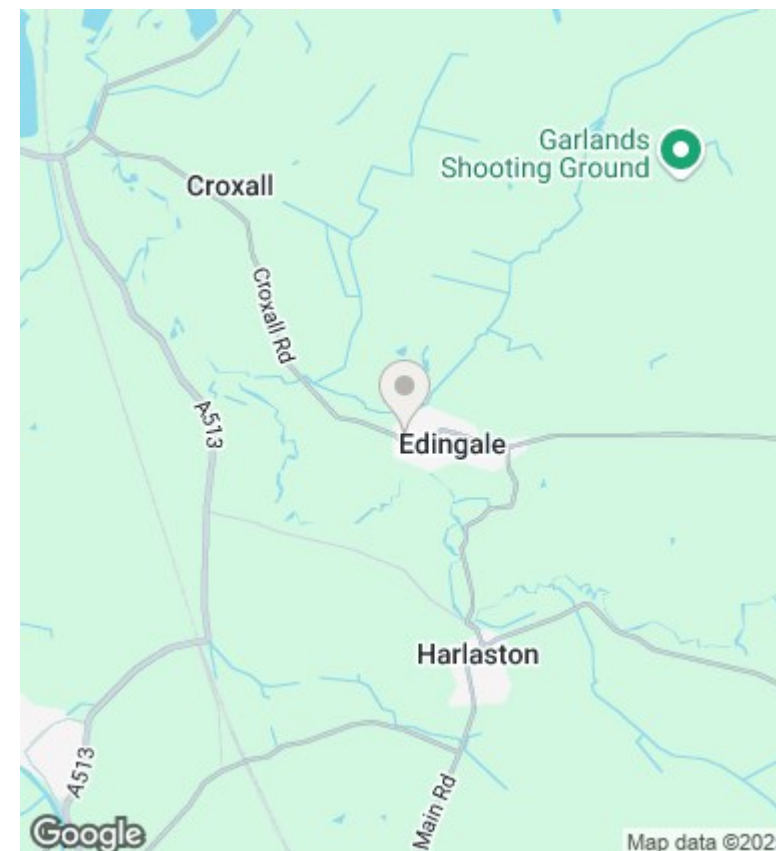 Garlands
Shooting Ground
Croxall
Croxall Rd
A513
Edingale
Harlaston
A513
Main Rd
Google
Map data ©202